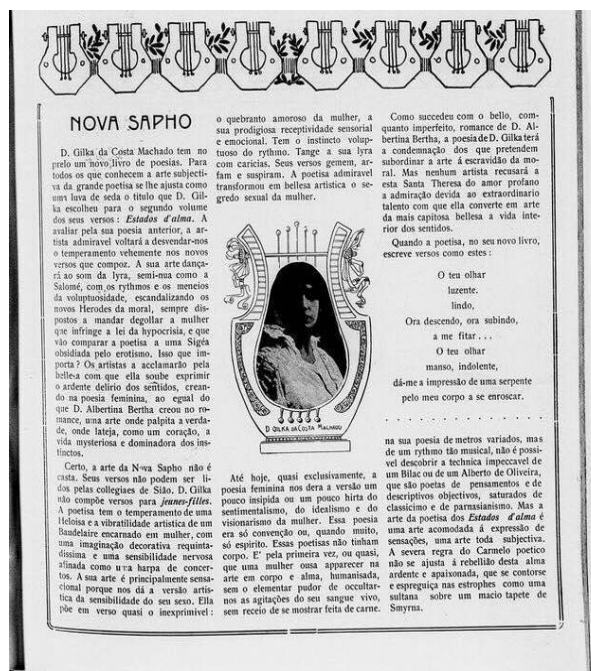 NOVA SAPHO
D. Gilka da Costa Machado tem no
prelo um novo livro de poesias. Para
todos os que conhecem a arte subjecti-
va da grande poetisa se lhe ajusta como
uma luva de seda o titulo que D. Gil-
ka escolheu para o segundo volume
dos seus versos : Estados d'alma. A
avaliar pela sua poesia anterior, a ar-
tista admiravel voltará a desvendar-nos
o temperamento vehemente nos novos
versos que compoz. A sua arte dança-
rá ao som da lyra, semi-nua como a
Salomé, com os rythmos e os meneios
da voluptuosidade, escandalizando os
novos Herodes da moral, sempre dis-
postos a mandar degollar a mulher
que infringe a lei da hypocrisia, e que
vão comparar a poetisa a uma Sigéa
obsidiada pelo erotismo. Isso que im-
porta ? Os artistas a acclamarão pela
belleza com que ella soube exprimir
o ardente delirio dos sentidos, crean-
do na poesia feminina, ao egual do
que D. Albertina Bertha creou no ro-
mance, uma arte onde palpita a verda-
de, onde lateja, como um coração, a
vida mysteriosa e dominadora dos ins-
tinctos.
Certo, a arte da Nova Sapho não é
casta. Seus versos não podem ser li-
dos pelas collegiaes de Sião. D. Gilka
não compõe versos para jeunes-filles.
A poetisa tem o temperamento de uma
Heloisa e a vibratilidade artistica de um
Baudelaire encarnado em mulher, com
uma imaginação decorativa requinta-
dissima e uma sensibilidade nervosa
afinada como uma harpa de concer-
tos. A sua arte é principalmente sensa-
cional porque nos dá a versão artis-
tica da sensibilidade do seu sexo. Ella
põe em verso quasi o inexprimivel :
o quebranto amoroso da mulher, a
sua prodigiosa receptividade sensorial
e emocional. Tem o instincto volup-
tuoso do rythmo. Tange a sua lyra
com caricias. Seus versos gemem, ar-
fam e suspiram. A poetisa admiravel
transformou em bellesa artistica o se-
gredo sexual da mulher.
D GILKA DA COSTA MACHADO
Até hoje, quasi exclusivamente, a
poesia feminina nos dera a versão um
pouco insipida ou um pouco hirta do
sentimentalismo, do idealismo e do
visionarismo da mulher. Essa poesia
era só convenção ou, quando muito,
só espirito. Essas poetisas não tinham
corpo. E' pela primeira vez, ou quasi,
que uma mulher ousa apparecer na
arte em corpo e alma, humanisada,
sem o elementar pudor de occultar-
nos as agitações do seu sangue vivo,
sem receio de se mostrar feita de carne.
Como succedeu com o bello, com-
quanto imperfeito, romance de D. Al-
bertina Bertha, a poesia de D. Gilka terá
a condemnação dos que pretendem
subordinar a arte á escravidão da mo-
ral. Mas nenhum artista recusará a
esta Santa Theresa do amor profano
a admiração devida ao extraordinario
talento com que ella converte em arte
da mais capitosa bellesa a vida inte-
rior dos sentidos.
Quando a poetisa, no seu novo livro,
escreve versos como estes :
O teu olhar
luzente.
lindo,
Ora descendo, ora subindo,
a me fitar . . .
O teu olhar
manso, indolente,
dá-me a impressão de uma serpente
pelo meu corpo a se enroscar.
. . . . . . . . . . . . . . . . . .
na sua poesia de metros variados, mas
de um rythmo tão musical, não é possi-
vel descobrir a technica impeccavel de
um Bilac ou de um Alberto de Oliveira,
que são poetas de pensamentos e de
descriptivos objectivos, saturados de
classicimo e de parnasianismo. Mas a
arte da poetisa dos Estados d'alma é
uma arte acomodada á expressão de
sensações, uma arte toda subjectiva.
A severa regra do Carmelo poetico
não se ajusta á rebellião desta alma
ardente e apaixonada, que se contorse
e espreguiça nas estrophes como uma
sultana sobre um macio tapete de
Smyrna.